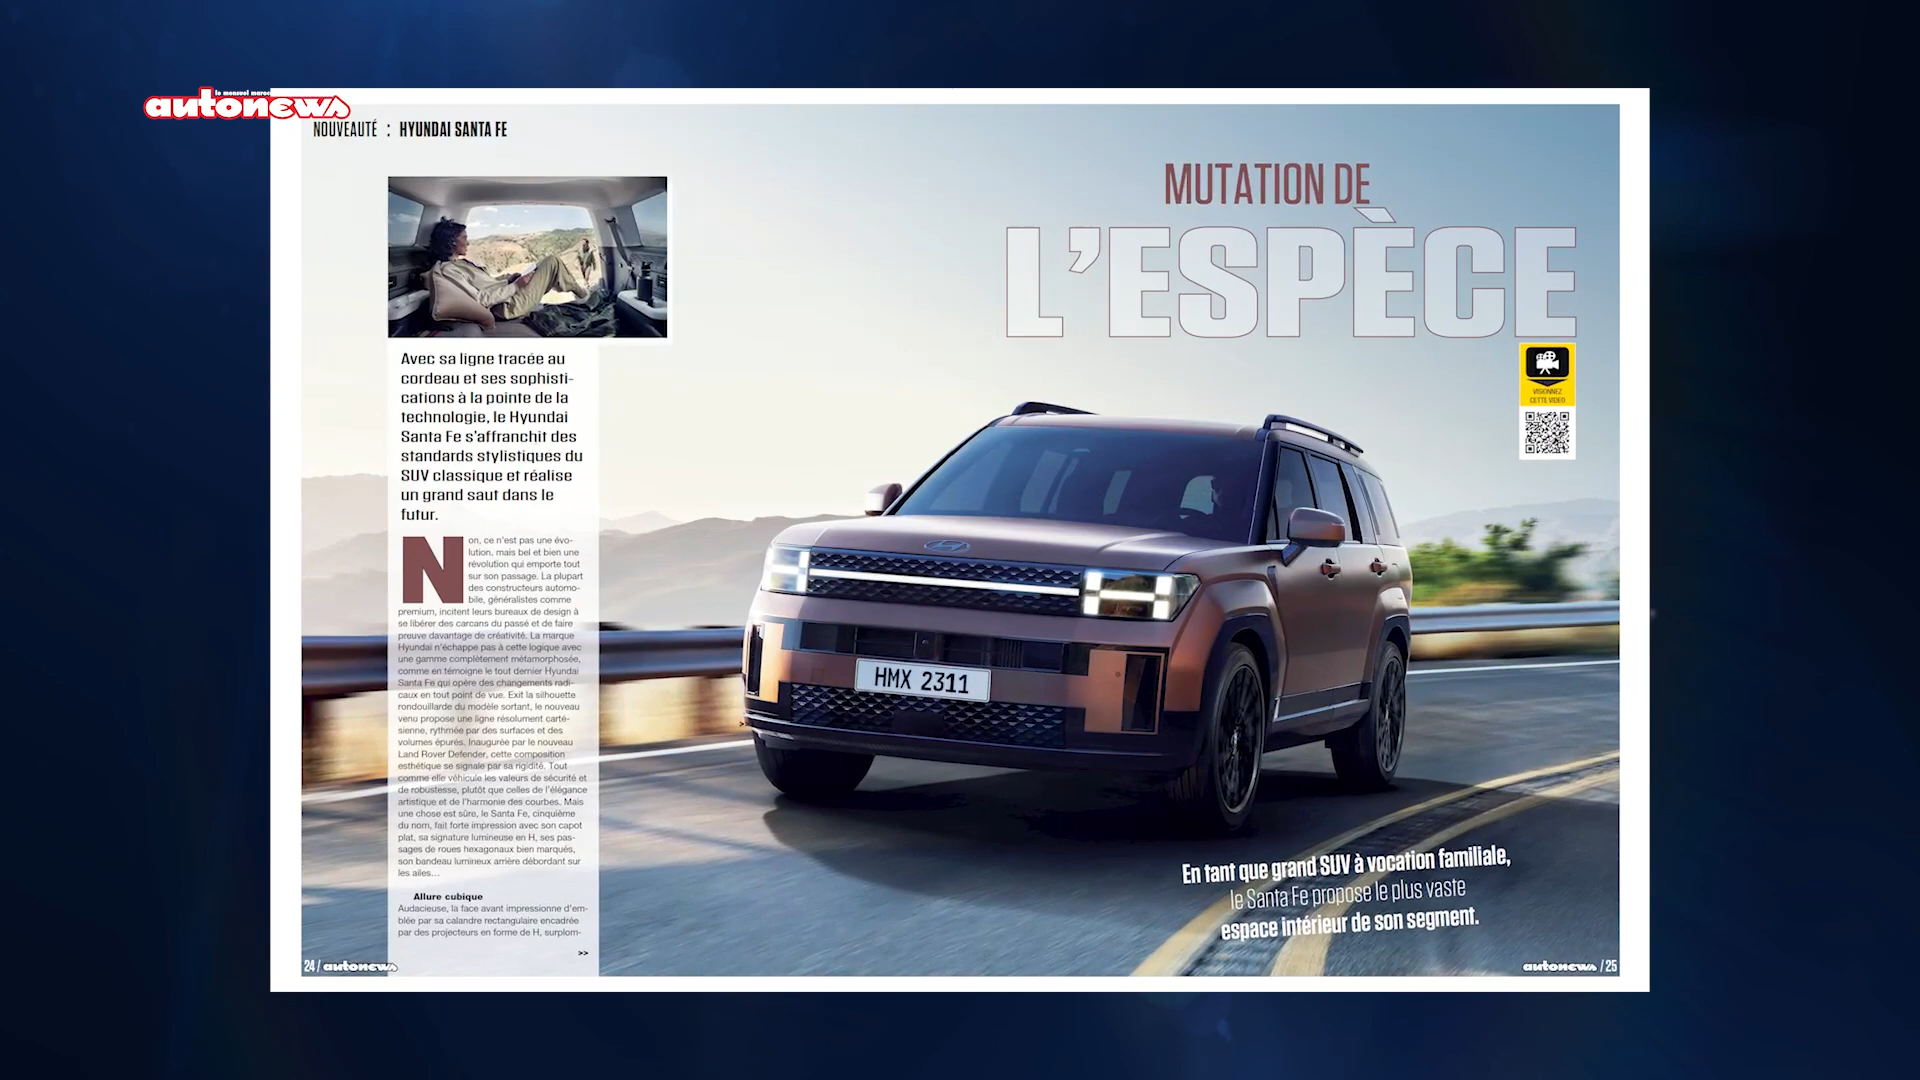 le mensuel maroc
autonews
NOUVEAUTÉ : HYUNDAI SANTA FE
MUTATION DE
L'ESPÈCE
VISIONNEZ
CETTE VIDEO
Avec sa ligne tracée au
cordeau et ses sophisti-
cations à la pointe de la
technologie, le Hyundai
Santa Fe s'affranchit des
standards stylistiques du
SUV classique et réalise
un grand saut dans le
futur.
Non, ce n'est pas une évo-
lution, mais bel et bien une
révolution qui emporte tout
sur son passage. La plupart
des constructeurs automo-
bile, généralistes comme
premium, incitent leurs bureaux de design à
se libérer des carcans du passé et de faire
preuve davantage de créativité. La marque
Hyundai n'échappe pas à cette logique avec
une gamme complètement métamorphosée,
comme en témoigne le tout dernier Hyundai
Santa Fe qui opère des changements radi-
caux en tout point de vue. Exit la silhouette
rondouillarde du modèle sortant, le nouveau
venu propose une ligne résolument carté-
sienne, rythmée par des surfaces et des
volumes épurés. Inaugurée par le nouveau
Land Rover Defender, cette composition
esthétique se signale par sa rigidité. Tout
comme elle véhicule les valeurs de sécurité et
de robustesse, plutôt que celles de l'élégance
artistique et de l'harmonie des courbes. Mais
une chose est sûre, le Santa Fe, cinquième
du nom, fait forte impression avec son capot
plat, sa signature lumineuse en H, ses pas-
sages de roues hexagonaux bien marqués,
son bandeau lumineux arrière débordant sur
les ailes...
Allure cubique
Audacieuse, la face avant impressionne d'em-
blée par sa calandre rectangulaire encadrée
par des projecteurs en forme de H, surplom-
>>
>>
HMX 2311
En tant que grand SUV à vocation familiale,
le Santa Fe propose le plus vaste
espace intérieur de son segment.
24 / autonews
autonews / 25